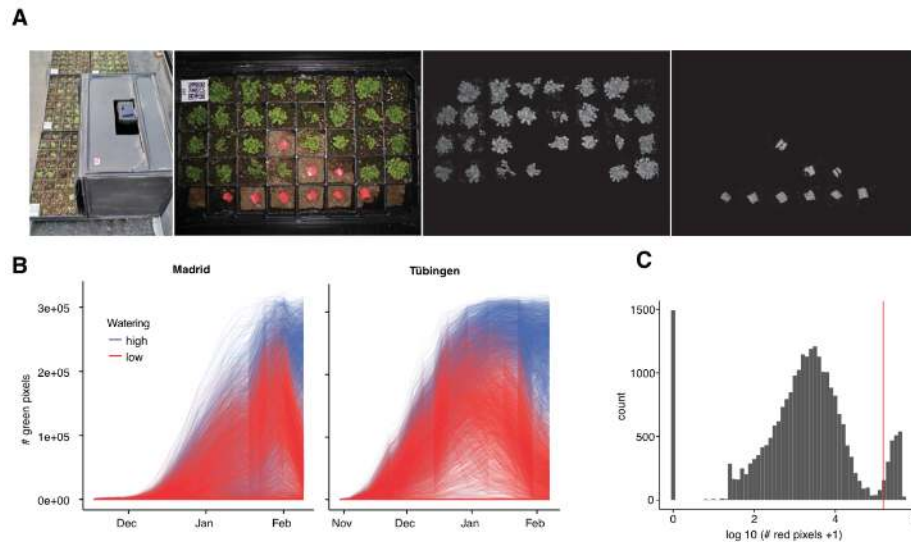 A
B
Madrid
Tübingen
C
3e+05
2e+05
1e+05
0e+00
# green pixels
Watering
high
low
Dec
Jan
Feb
Nov
Dec
Jan
Feb
1500
1000
500
0
count
0
2
4
log 10 (# red pixels +1)